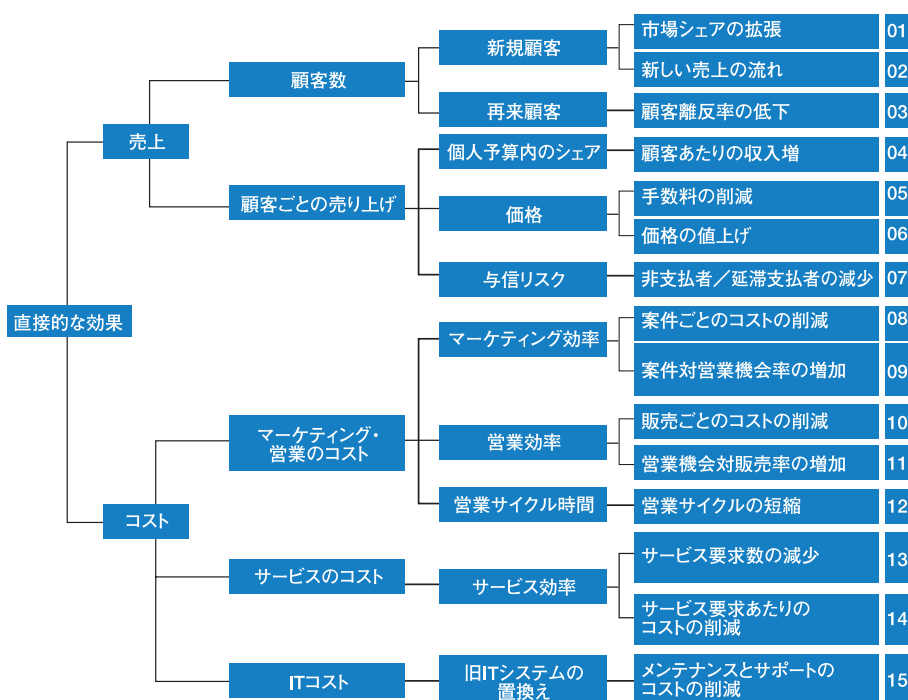 直接的な効果
売上
顧客数
新規顧客
市場シェアの拡張 01
新しい売上の流れ 02
再来顧客
顧客離反率の低下 03
顧客ごとの売り上げ
個人予算内のシェア
顧客あたりの収入増 04
価格
手数料の削減 05
価格の値上げ 06
与信リスク
非支払者／延滞支払者の減少 07
コスト
マーケティング・
営業のコスト
マーケティング効率
案件ごとのコストの削減 08
案件対営業機会率の増加 09
営業効率
販売ごとのコストの削減 10
営業機会対販売率の増加 11
営業サイクル時間
営業サイクルの短縮 12
サービスのコスト
サービス効率
サービス要求数の減少 13
サービス要求あたりの
コストの削減 14
ITコスト
旧ITシステムの
置換え
メンテナンスとサポートの
コストの削減 15